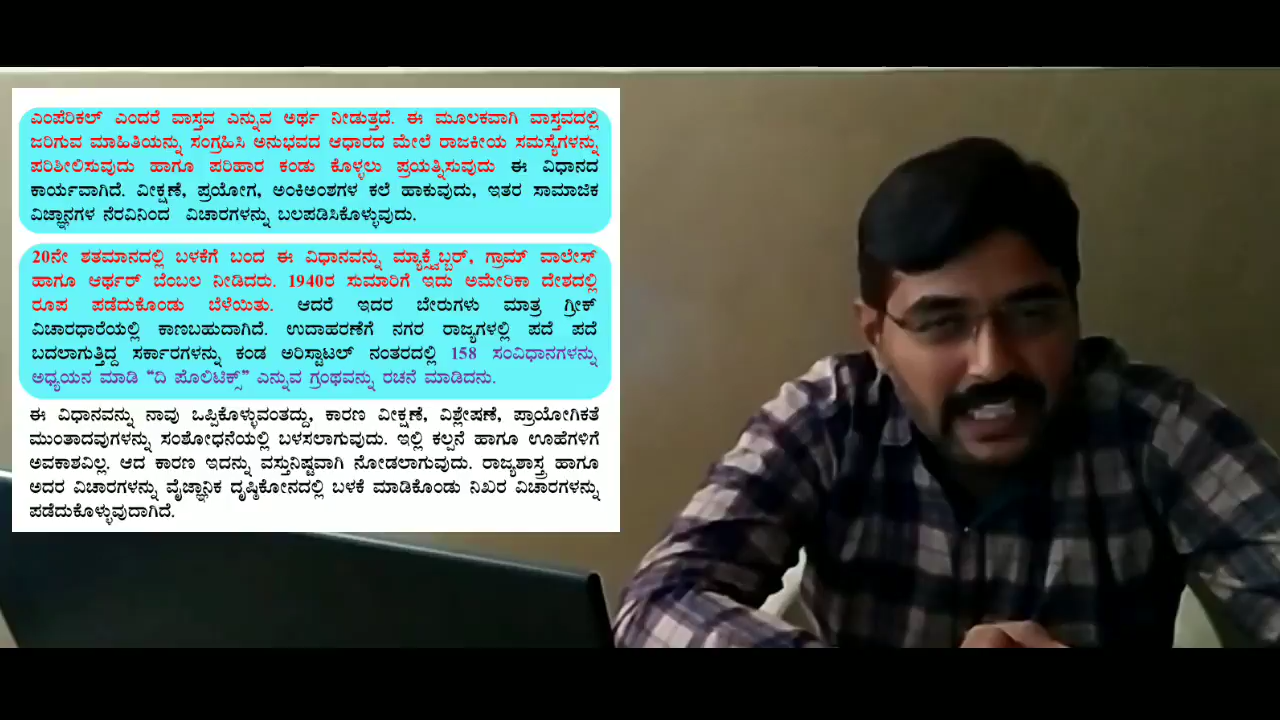 ಎಂಪೆರಿಕಲ್ ಎಂದರೆ ವಾಸ್ತವ ಎನ್ನುವ ಅರ್ಥ ನೀಡುತ್ತದೆ. ಈ ಮೂಲಕವಾಗಿ ವಾಸ್ತವದಲ್ಲಿ
ಜರಿಗುವ ಮಾಹಿತಿಯನ್ನು ಸಂಗ್ರಹಿಸಿ ಅನುಭವದ ಆಧಾರದ ಮೇಲೆ ರಾಜಕೀಯ ಸಮಸ್ಯೆಗಳನ್ನು
ಪರಿಶೀಲಿಸುವುದು ಹಾಗೂ ಪರಿಹಾರ ಕಂಡು ಕೊಳ್ಳಲು ಪ್ರಯತ್ನಿಸುವುದು ಈ ವಿಧಾನದ
ಕಾರ್ಯವಾಗಿದೆ. ವೀಕ್ಷಣೆ, ಪ್ರಯೋಗ, ಅಂಕಿಅಂಶಗಳ ಕಲೆ ಹಾಕುವುದು, ಇತರ ಸಾಮಾಜಿಕ
ವಿಜ್ಞಾನಗಳ ನೆರವಿನಿಂದ ವಿಚಾರಗಳನ್ನು ಬಲಪಡಿಸಿಕೊಳ್ಳುವುದು.
20ನೇ ಶತಮಾನದಲ್ಲಿ ಬಳಕೆಗೆ ಬಂದ ಈ ವಿಧಾನವನ್ನು ಮ್ಯಾಕ್ಸ್ವೆಬ್ಬರ್, ಗ್ರಾಮ್ ವಾಲೇಸ್
ಹಾಗೂ ಆರ್ಥರ್ ಬೆಂಬಲ ನೀಡಿದರು. 1940ರ ಸುಮಾರಿಗೆ ಇದು ಅಮೇರಿಕಾ ದೇಶದಲ್ಲಿ
ರೂಪ ಪಡೆದುಕೊಂಡು ಬೆಳೆಯಿತು. ಆದರೆ ಇದರ ಬೇರುಗಳು ಮಾತ್ರ ಗ್ರೀಕ್
ವಿಚಾರಧಾರೆಯಲ್ಲಿ ಕಾಣಬಹುದಾಗಿದೆ. ಉದಾಹರಣೆಗೆ ನಗರ ರಾಜ್ಯಗಳಲ್ಲಿ ಪದೆ ಪದೆ
ಬದಲಾಗುತ್ತಿದ್ದ ಸರ್ಕಾರಗಳನ್ನು ಕಂಡ ಅರಿಸ್ಟಾಟಲ್ ನಂತರದಲ್ಲಿ 158 ಸಂವಿಧಾನಗಳನ್ನು
ಅಧ್ಯಯನ ಮಾಡಿ “ದಿ ಪೊಲಿಟಿಕ್ಸ್” ಎನ್ನುವ ಗ್ರಂಥವನ್ನು ರಚನೆ ಮಾಡಿದನು.
ಈ ವಿಧಾನವನ್ನು ನಾವು ಒಪ್ಪಿಕೊಳ್ಳುವಂತದ್ದು, ಕಾರಣ ವೀಕ್ಷಣೆ, ವಿಶ್ಲೇಷಣೆ, ಪ್ರಾಯೋಗಿಕತೆ
ಮುಂತಾದವುಗಳನ್ನು ಸಂಶೋಧನೆಯಲ್ಲಿ ಬಳಸಲಾಗುವುದು. ಇಲ್ಲಿ ಕಲ್ಪನೆ ಹಾಗೂ ಊಹೆಗಳಿಗೆ
ಅವಕಾಶವಿಲ್ಲ. ಆದ ಕಾರಣ ಇದನ್ನು ವಸ್ತುನಿಷ್ಟವಾಗಿ ನೋಡಲಾಗುವುದು. ರಾಜ್ಯಶಾಸ್ತ್ರ ಹಾಗೂ
ಅದರ ವಿಚಾರಗಳನ್ನು ವೈಜ್ಞಾನಿಕ ದೃಷ್ಠಿಕೋನದಲ್ಲಿ ಬಳಕೆ ಮಾಡಿಕೊಂಡು ನಿಖರ ವಿಚಾರಗಳನ್ನು
ಪಡೆದುಕೊಳ್ಳುವುದಾಗಿದೆ.